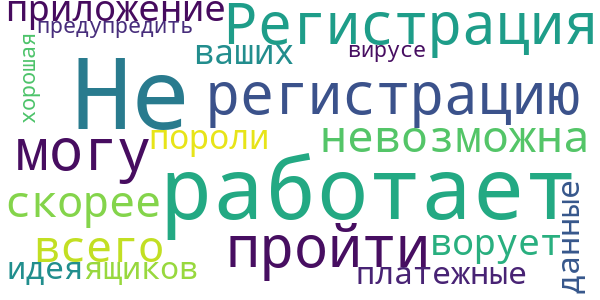 приложение
Регистрация
предупредить
ваших
вирусе
хорошая
Не
регистрацию
могу
пороли
невозможна
скорее
работает
данные
всего
пройти
ворует
идея
ящиков
платежные